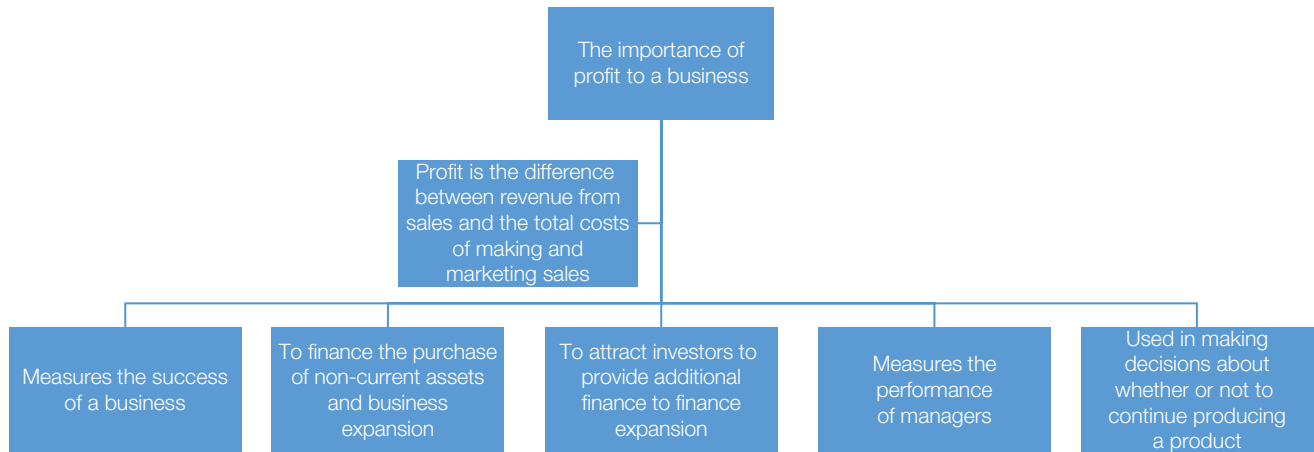 The importance of
profit to a business
Profit is the difference
between revenue from
sales and the total costs
of making and
marketing sales
Measures the success
of a business
To finance the purchase
of non-current assets
and business
expansion
To attract investors to
provide additional
finance to finance
expansion
Measures the
performance
of managers
Used in making
decisions about
whether or not to
continue producing
a product